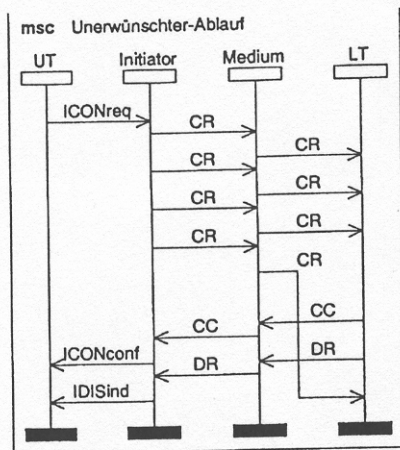 msc Unerwünschter-Ablauf
UT Initiator Medium LT
ICONreq
CR
CR
CR
CR
CR
CR
CR
CR
CC
CC
ICONconf
DR
DR
IDISind